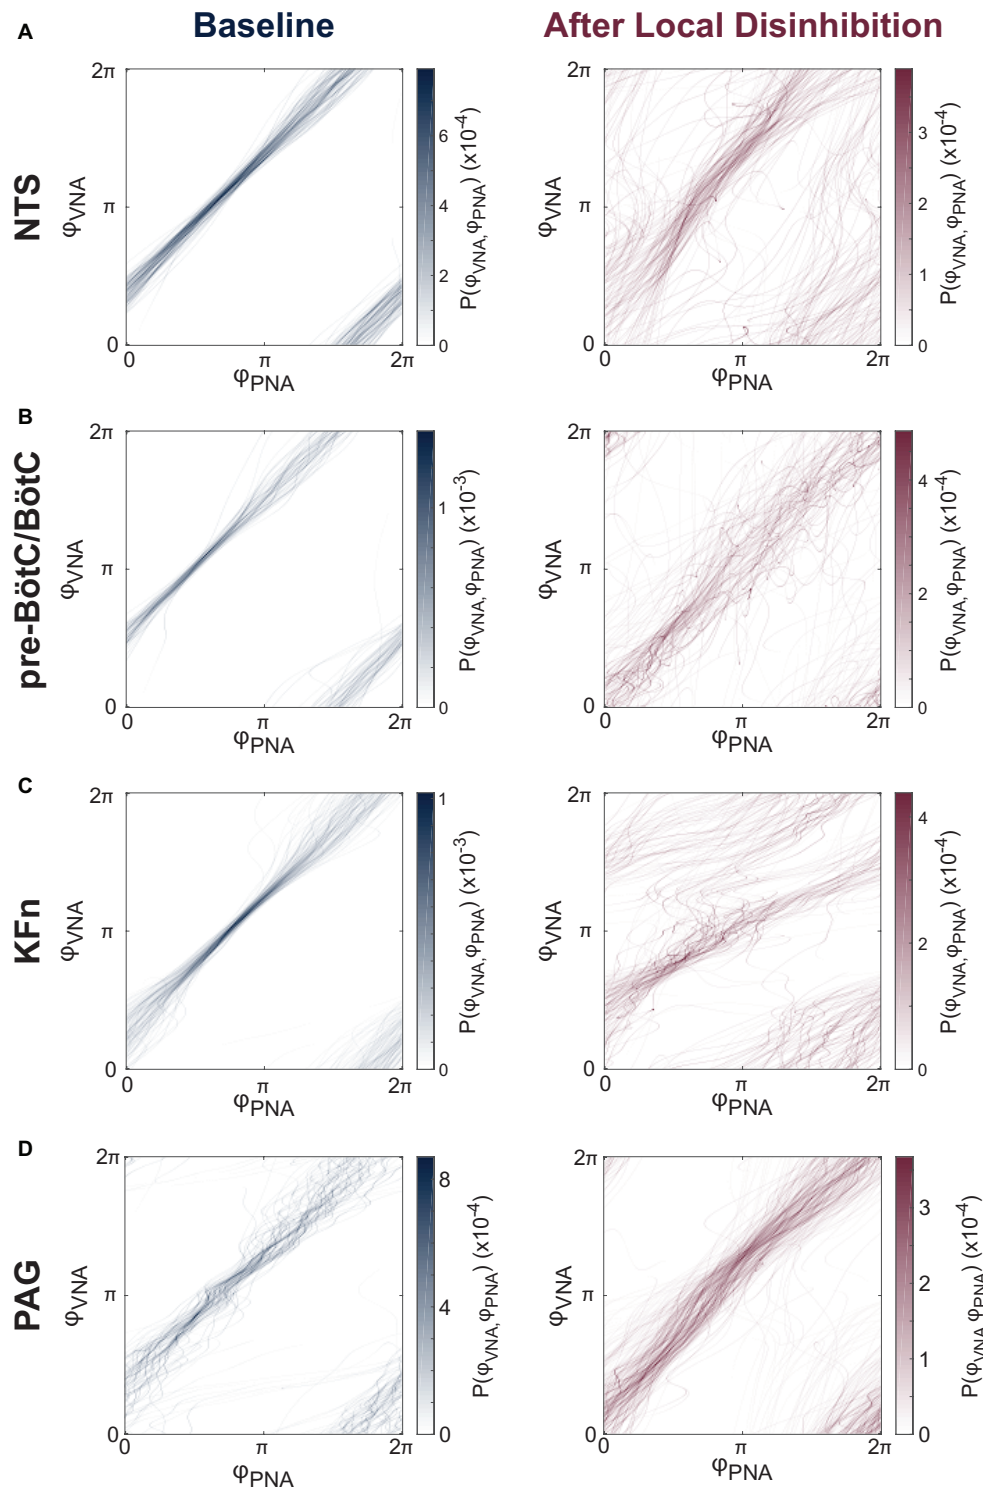 A
Baseline
After Local Disinhibition
NTS
2π
π
0
φVNA
0
π
2π
φPNA
6
4
2
0
P(φVNA,φPNA) (x10-4)
2π
π
0
φVNA
0
π
2π
φPNA
3
2
1
0
P(φVNA,φPNA) (x10-4)
B
pre-BötC/BötC
2π
π
0
φVNA
0
π
2π
φPNA
1
0
P(φVNA,φPNA) (x10-3)
2π
π
0
φVNA
0
π
2π
φPNA
4
2
0
P(φVNA,φPNA) (x10-4)
C
KFn
2π
π
0
φVNA
0
π
2π
φPNA
1
0
P(φVNA,φPNA) (x10-3)
2π
π
0
φVNA
0
π
2π
φPNA
4
2
0
P(φVNA,φPNA) (x10-4)
D
PAG
2π
π
0
φVNA
0
π
2π
φPNA
8
4
0
P(φVNA,φPNA) (x10-4)
2π
π
0
φVNA
0
π
2π
φPNA
3
2
1
0
P(φVNA,φPNA) (x10-4)